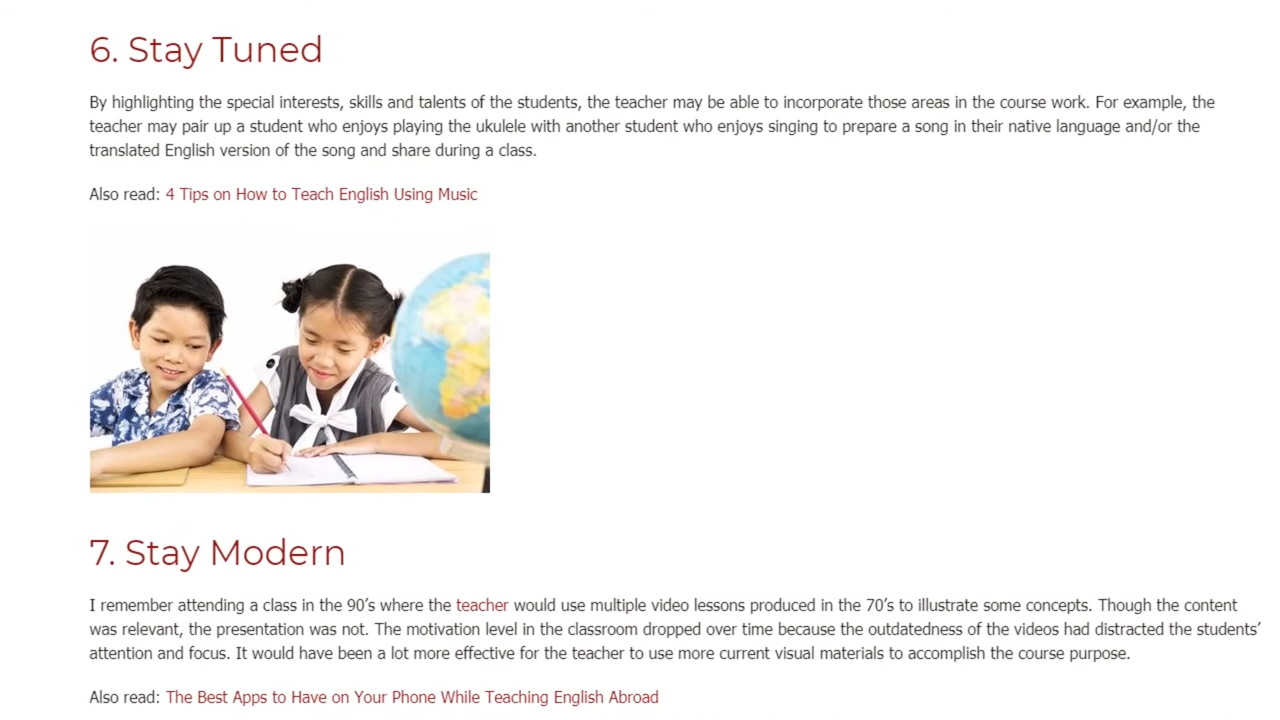 6. Stay Tuned
By highlighting the special interests, skills and talents of the students, the teacher may be able to incorporate those areas in the course work. For example, the
teacher may pair up a student who enjoys playing the ukulele with another student who enjoys singing to prepare a song in their native language and/or the
translated English version of the song and share during a class.
Also read: 4 Tips on How to Teach English Using Music
7. Stay Modern
I remember attending a class in the 90’s where the teacher would use multiple video lessons produced in the 70’s to illustrate some concepts. Though the content
was relevant, the presentation was not. The motivation level in the classroom dropped over time because the outdatedness of the videos had distracted the students’
attention and focus. It would have been a lot more effective for the teacher to use more current visual materials to accomplish the course purpose.
Also read: The Best Apps to Have on Your Phone While Teaching English Abroad